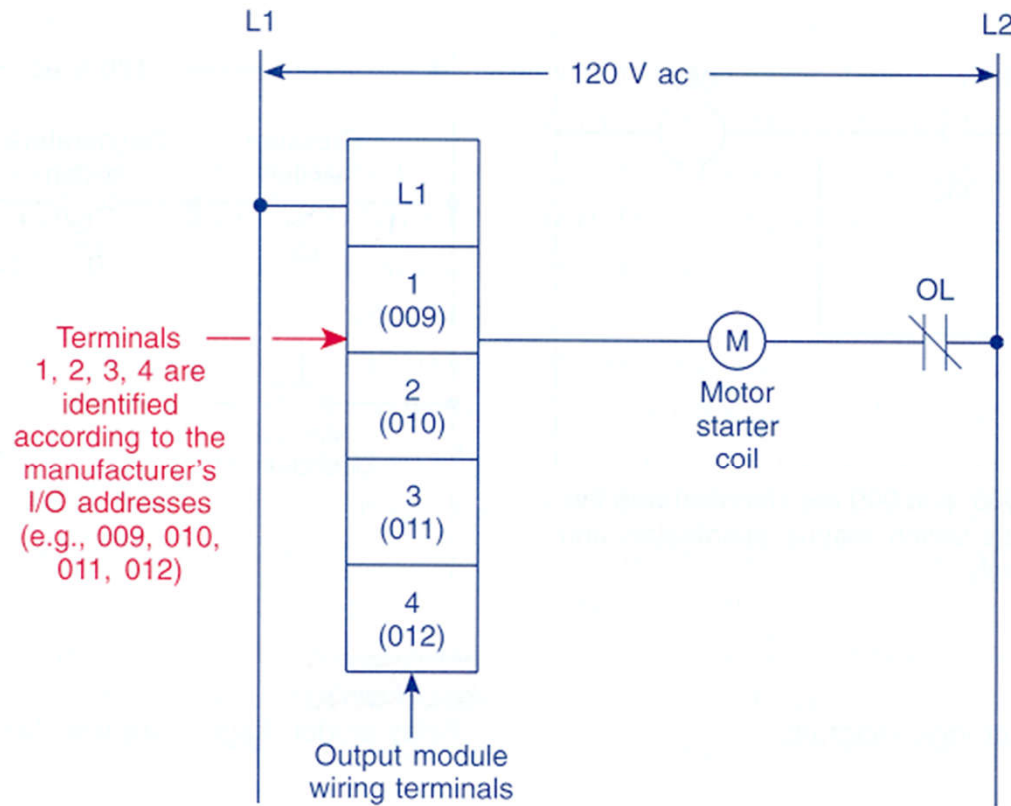 L1
L2
120 V ac
L1
1
(009)
OL
Terminals
1, 2, 3, 4 are
identified
according to the
manufacturer's
I/O addresses
(e.g., 009, 010,
011, 012)
M
Motor
starter
coil
2
(010)
3
(011)
4
(012)
Output module
wiring terminals